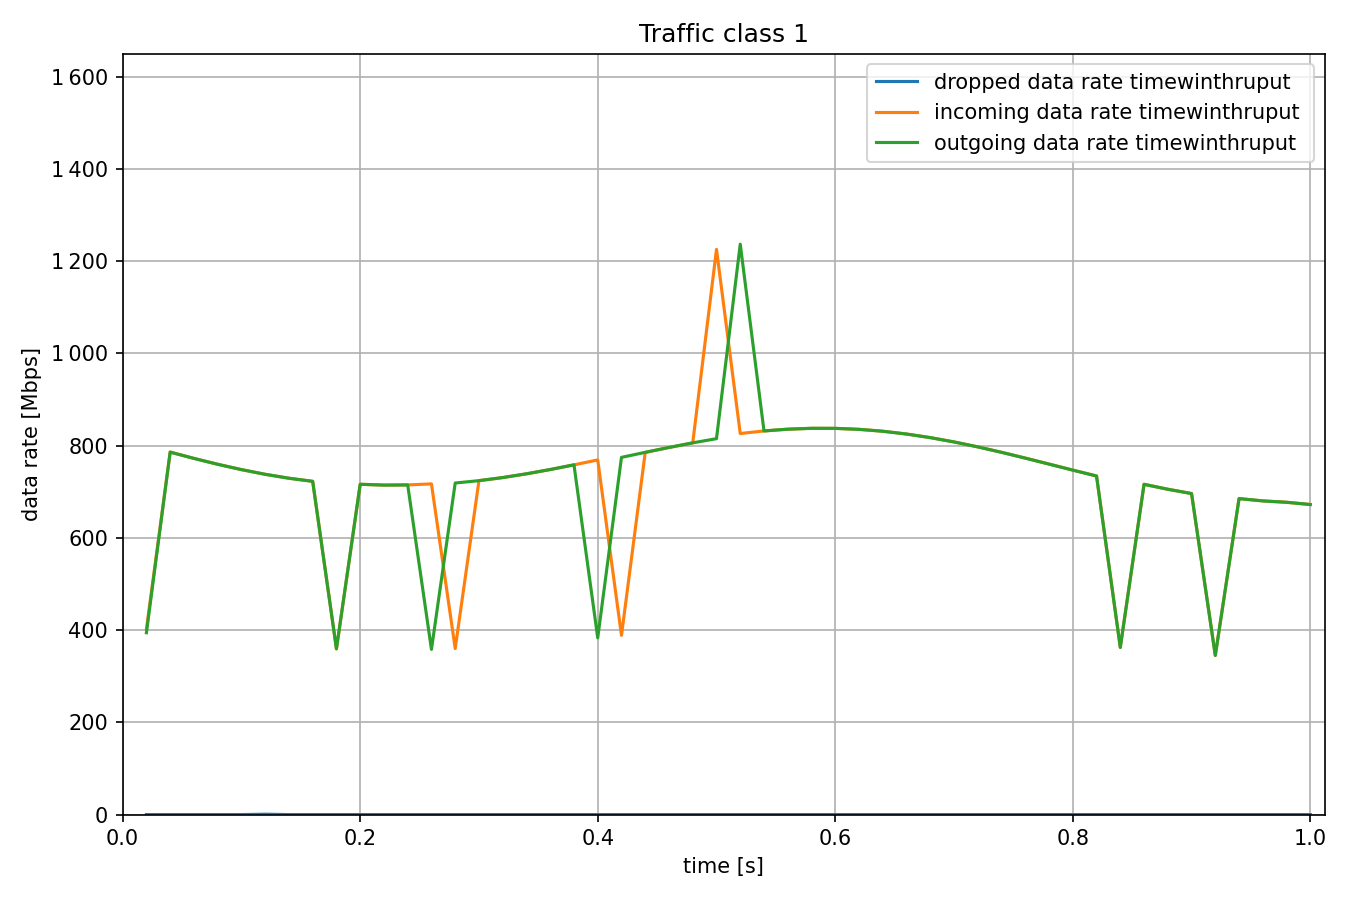 Traffic class 1
1 600
1 400
1 200
1 000
800
600
400
200
0
data rate [Mbps]
dropped data rate timewinthruput
incoming data rate timewinthruput
outgoing data rate timewinthruput
0.0 0.2 0.4 0.6 0.8 1.0
time [s]